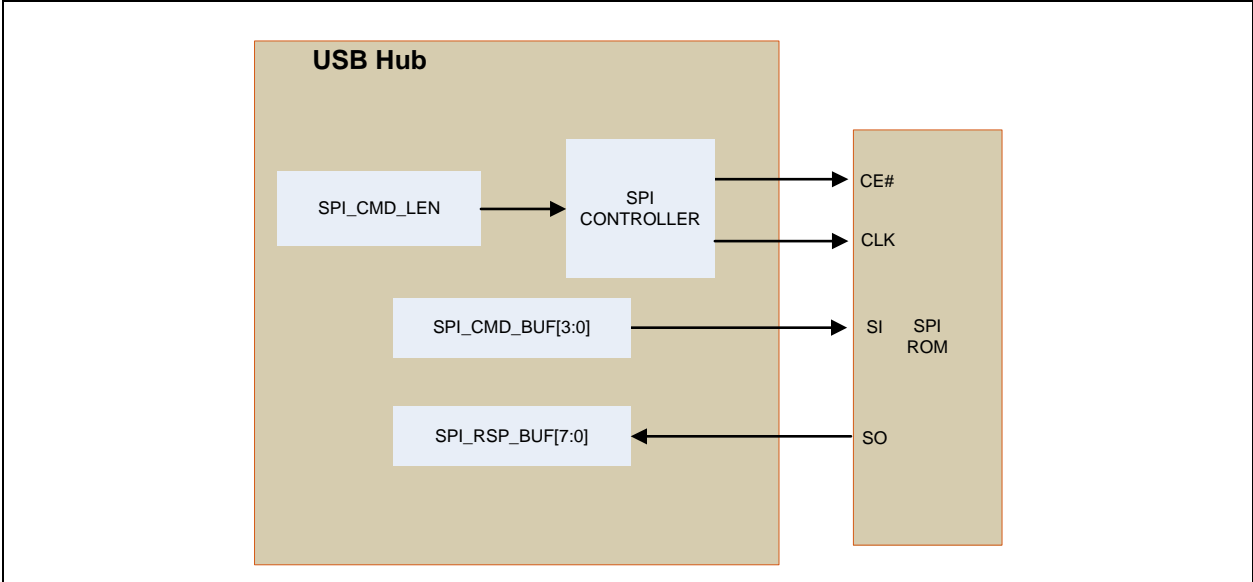 USB Hub
SPI_CMD_LEN
SPI
CONTROLLER
CE#
CLK
SPI_CMD_BUF[3:0]
SI
SPI
ROM
SPI_RSP_BUF[7:0]
SO